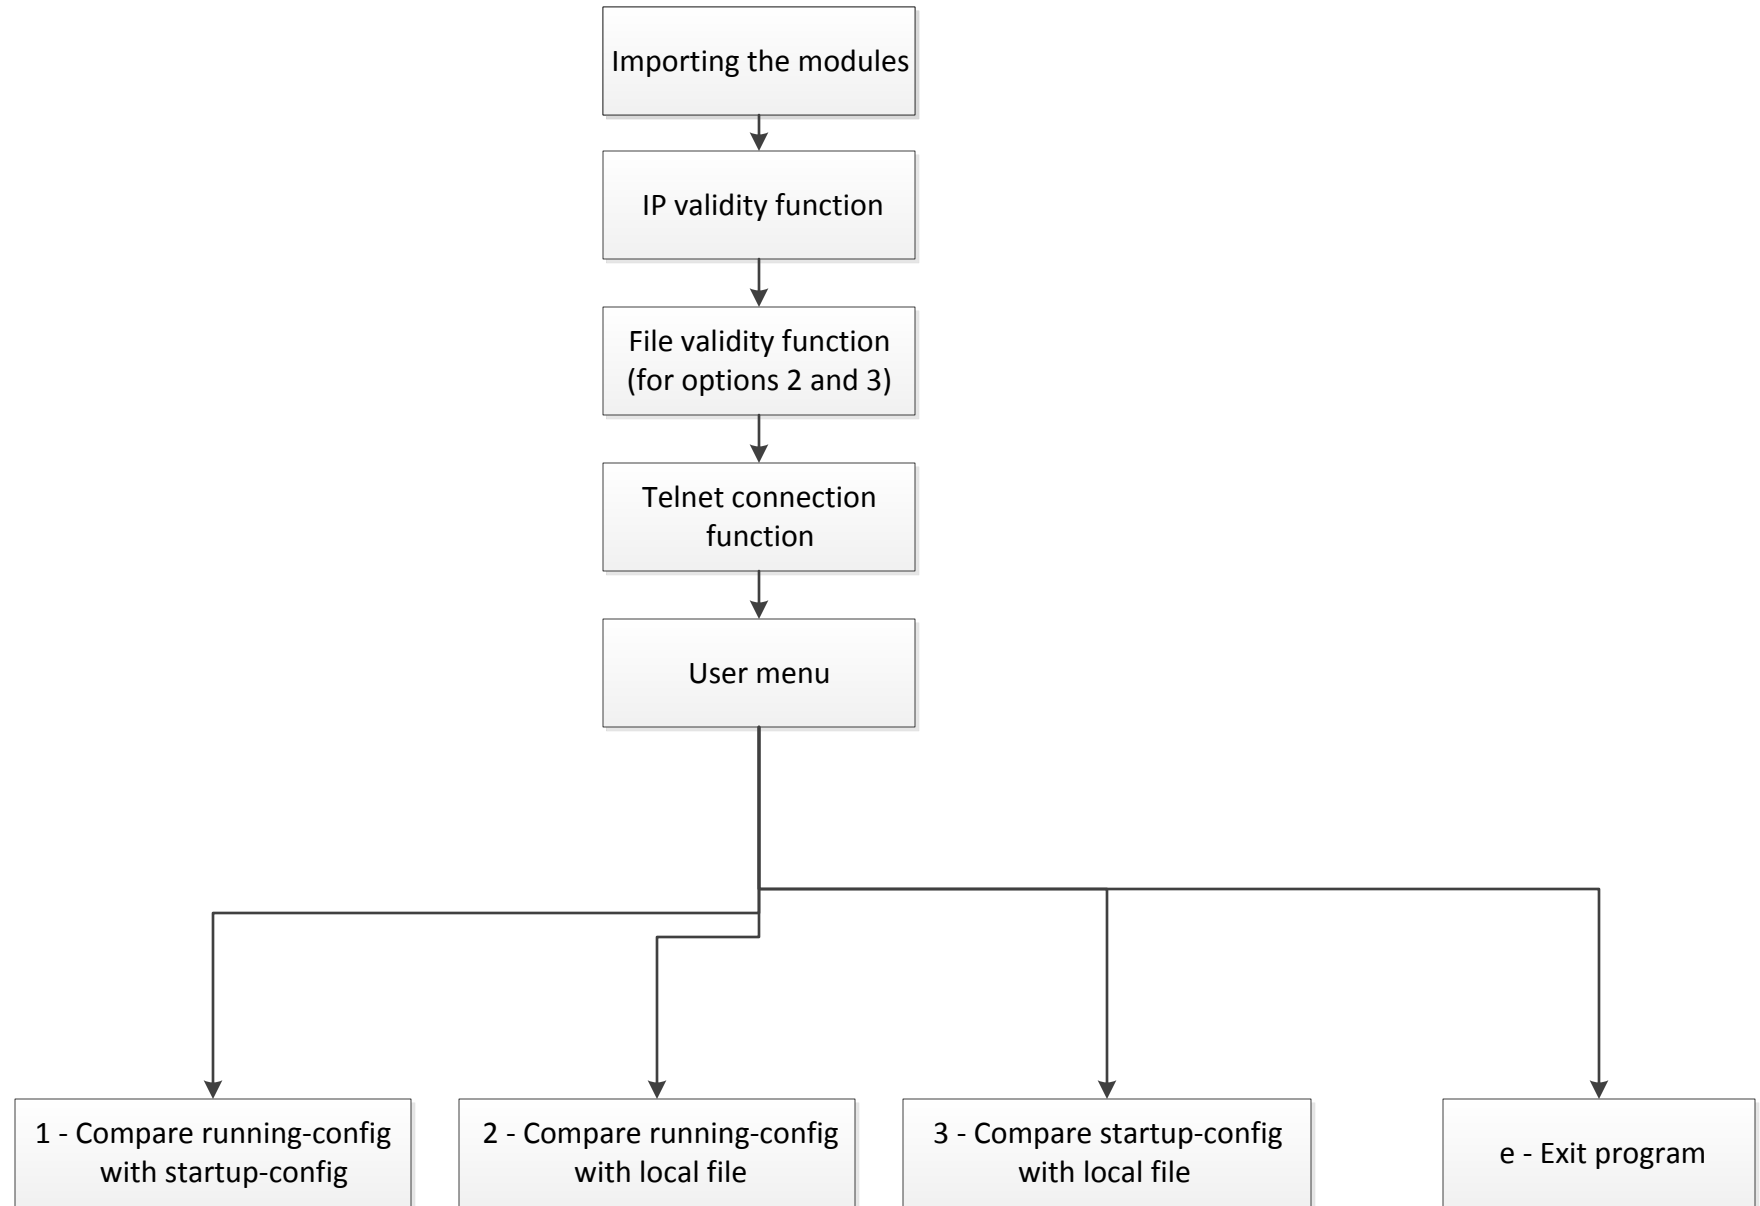 Importing the modules
IP validity function
File validity function
(for options 2 and 3)
Telnet connection
function
User menu
1 - Compare running-config
with startup-config
2 - Compare running-config
with local file
3 - Compare startup-config
with local file
e - Exit program